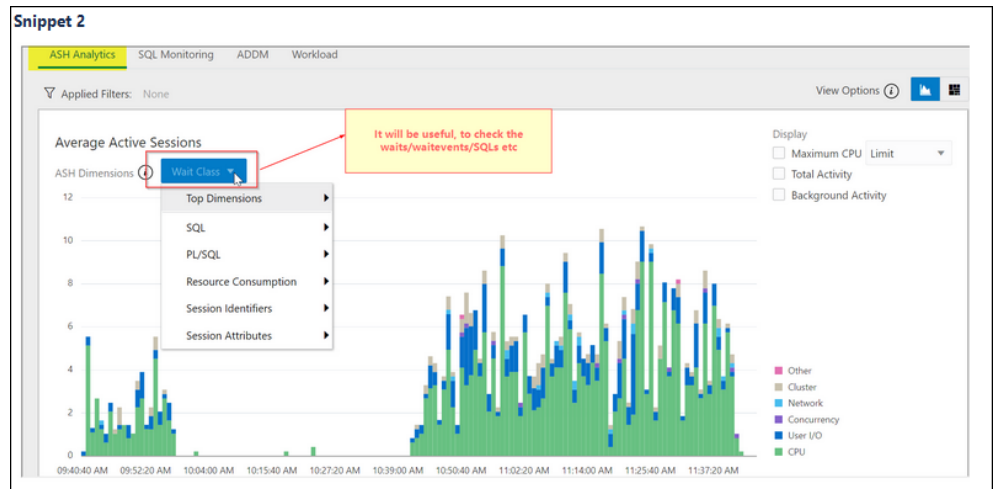 Snippet 2
ASH Analytics SQL Monitoring ADDM Workload
Applied Filters: None
View Options i
Average Active Sessions
It will be useful, to check the
waits/waitevents/SQLs etc
Display
Maximum CPU Limit
Total Activity
Background Activity
ASH Dimensions i Wait Class
Top Dimensions
SQL
PL/SQL
Resource Consumption
Session Identifiers
Session Attributes
12
10
8
6
4
2
0
Other
Cluster
Network
Concurrency
User I/O
CPU
09:40:40 AM 09:52:20 AM 10:04:00 AM 10:15:40 AM 10:27:20 AM 10:39:00 AM 10:50:40 AM 11:02:20 AM 11:14:00 AM 11:25:40 AM 11:37:20 AM